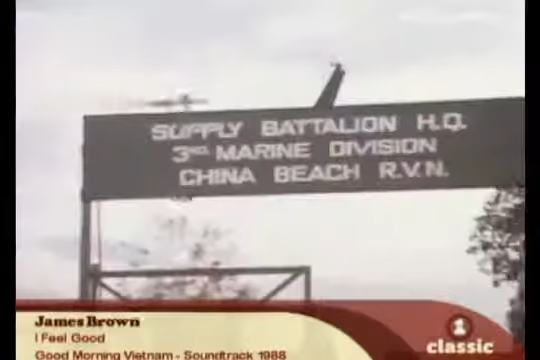 SUPPLY BATTALION H.Q.
3RD. MARINE DIVISION
CHINA BEACH R.V.N.
James Brown
I Feel Good
Good Morning Vietnam - Soundtrack 1988
1
classic